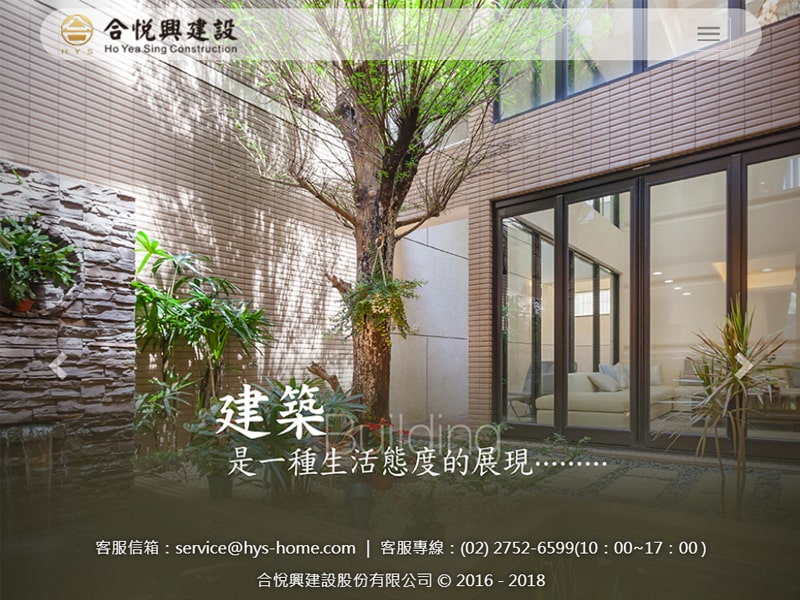 合悅興建設
HYS
Ho Yea Sing Construction
建築
Building
是一種生活態度的展現………
客服信箱：service@hys-home.com ｜ 客服專線：(02) 2752-6599(10：00~17：00 )
合悅興建設股份有限公司 © 2016 - 2018